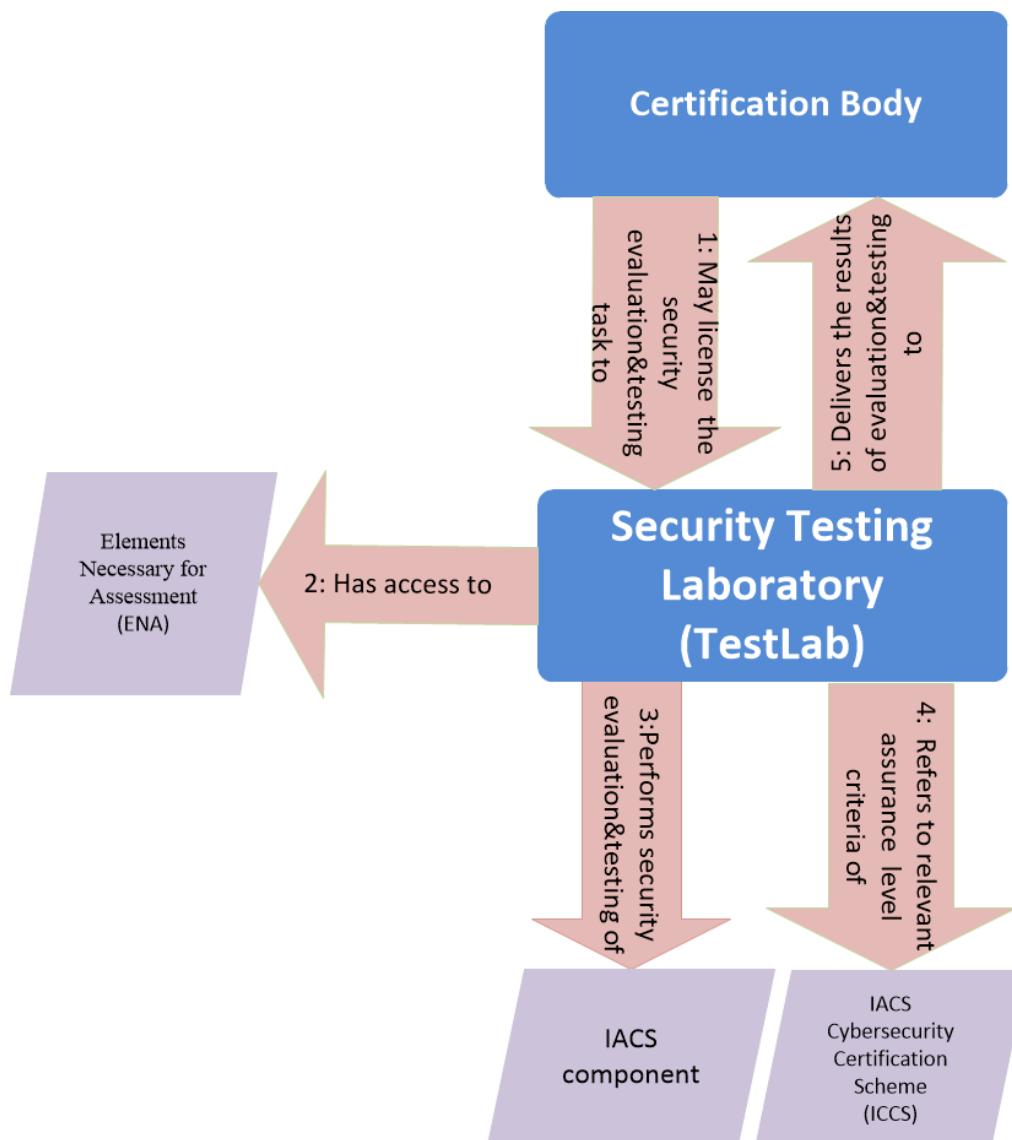 Certification Body
1: May license the
security
evaluation&testing
task to
5: Delivers the results
of evaluation&testing
to
Security Testing
Laboratory
(TestLab)
Elements
Necessary for
Assessment
(ENA)
2: Has access to
3:Performs security
evaluation&testing of
4: Refers to relevant
assurance level
criteria of
IACS
component
IACS
Cybersecurity
Certification
Scheme
(ICCS)